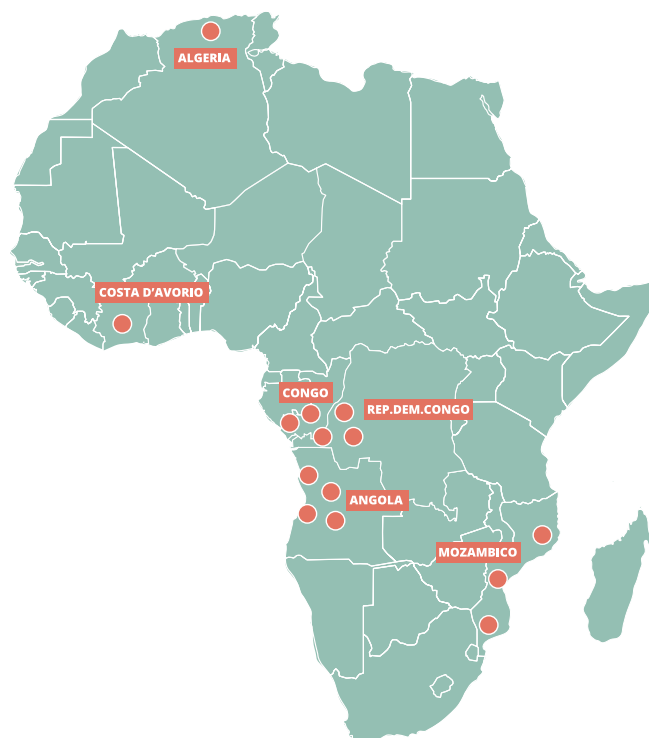 ALGERIA
COSTA D'AVORIO
CONGO
REP.DEM.CONGO
ANGOLA
MOZAMBICO